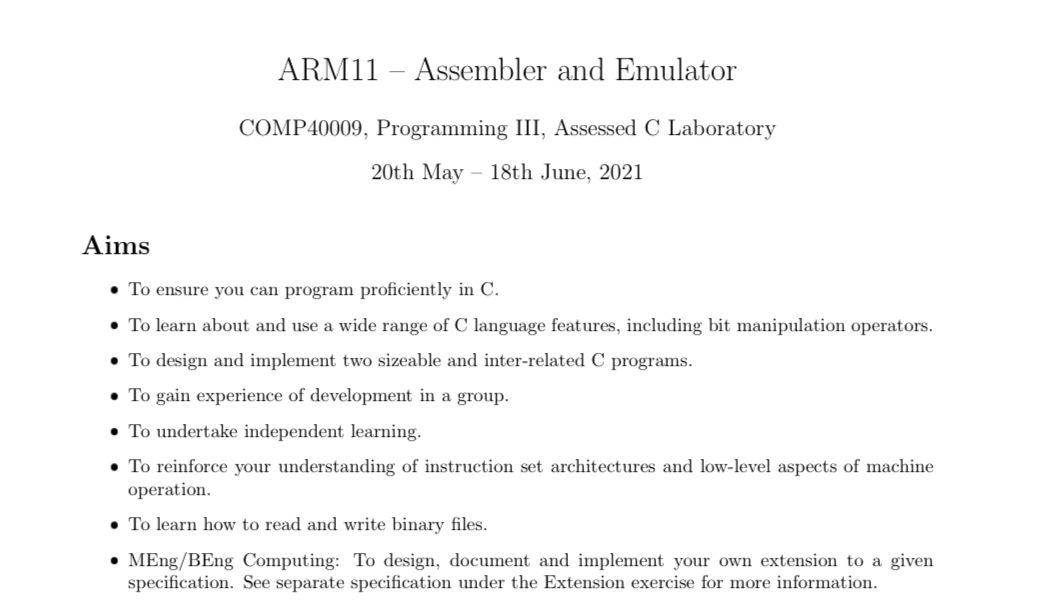 ARM11 – Assembler and Emulator
COMP40009, Programming III, Assessed C Laboratory
20th May – 18th June, 2021
Aims
• To ensure you can program proficiently in C.
• To learn about and use a wide range of C language features, including bit manipulation operators.
• To design and implement two sizeable and inter-related C programs.
• To gain experience of development in a group.
• To undertake independent learning.
• To reinforce your understanding of instruction set architectures and low-level aspects of machine
operation.
• To learn how to read and write binary files.
• MEng/BEng Computing: To design, document and implement your own extension to a given
specification. See separate specification under the Extension exercise for more information.